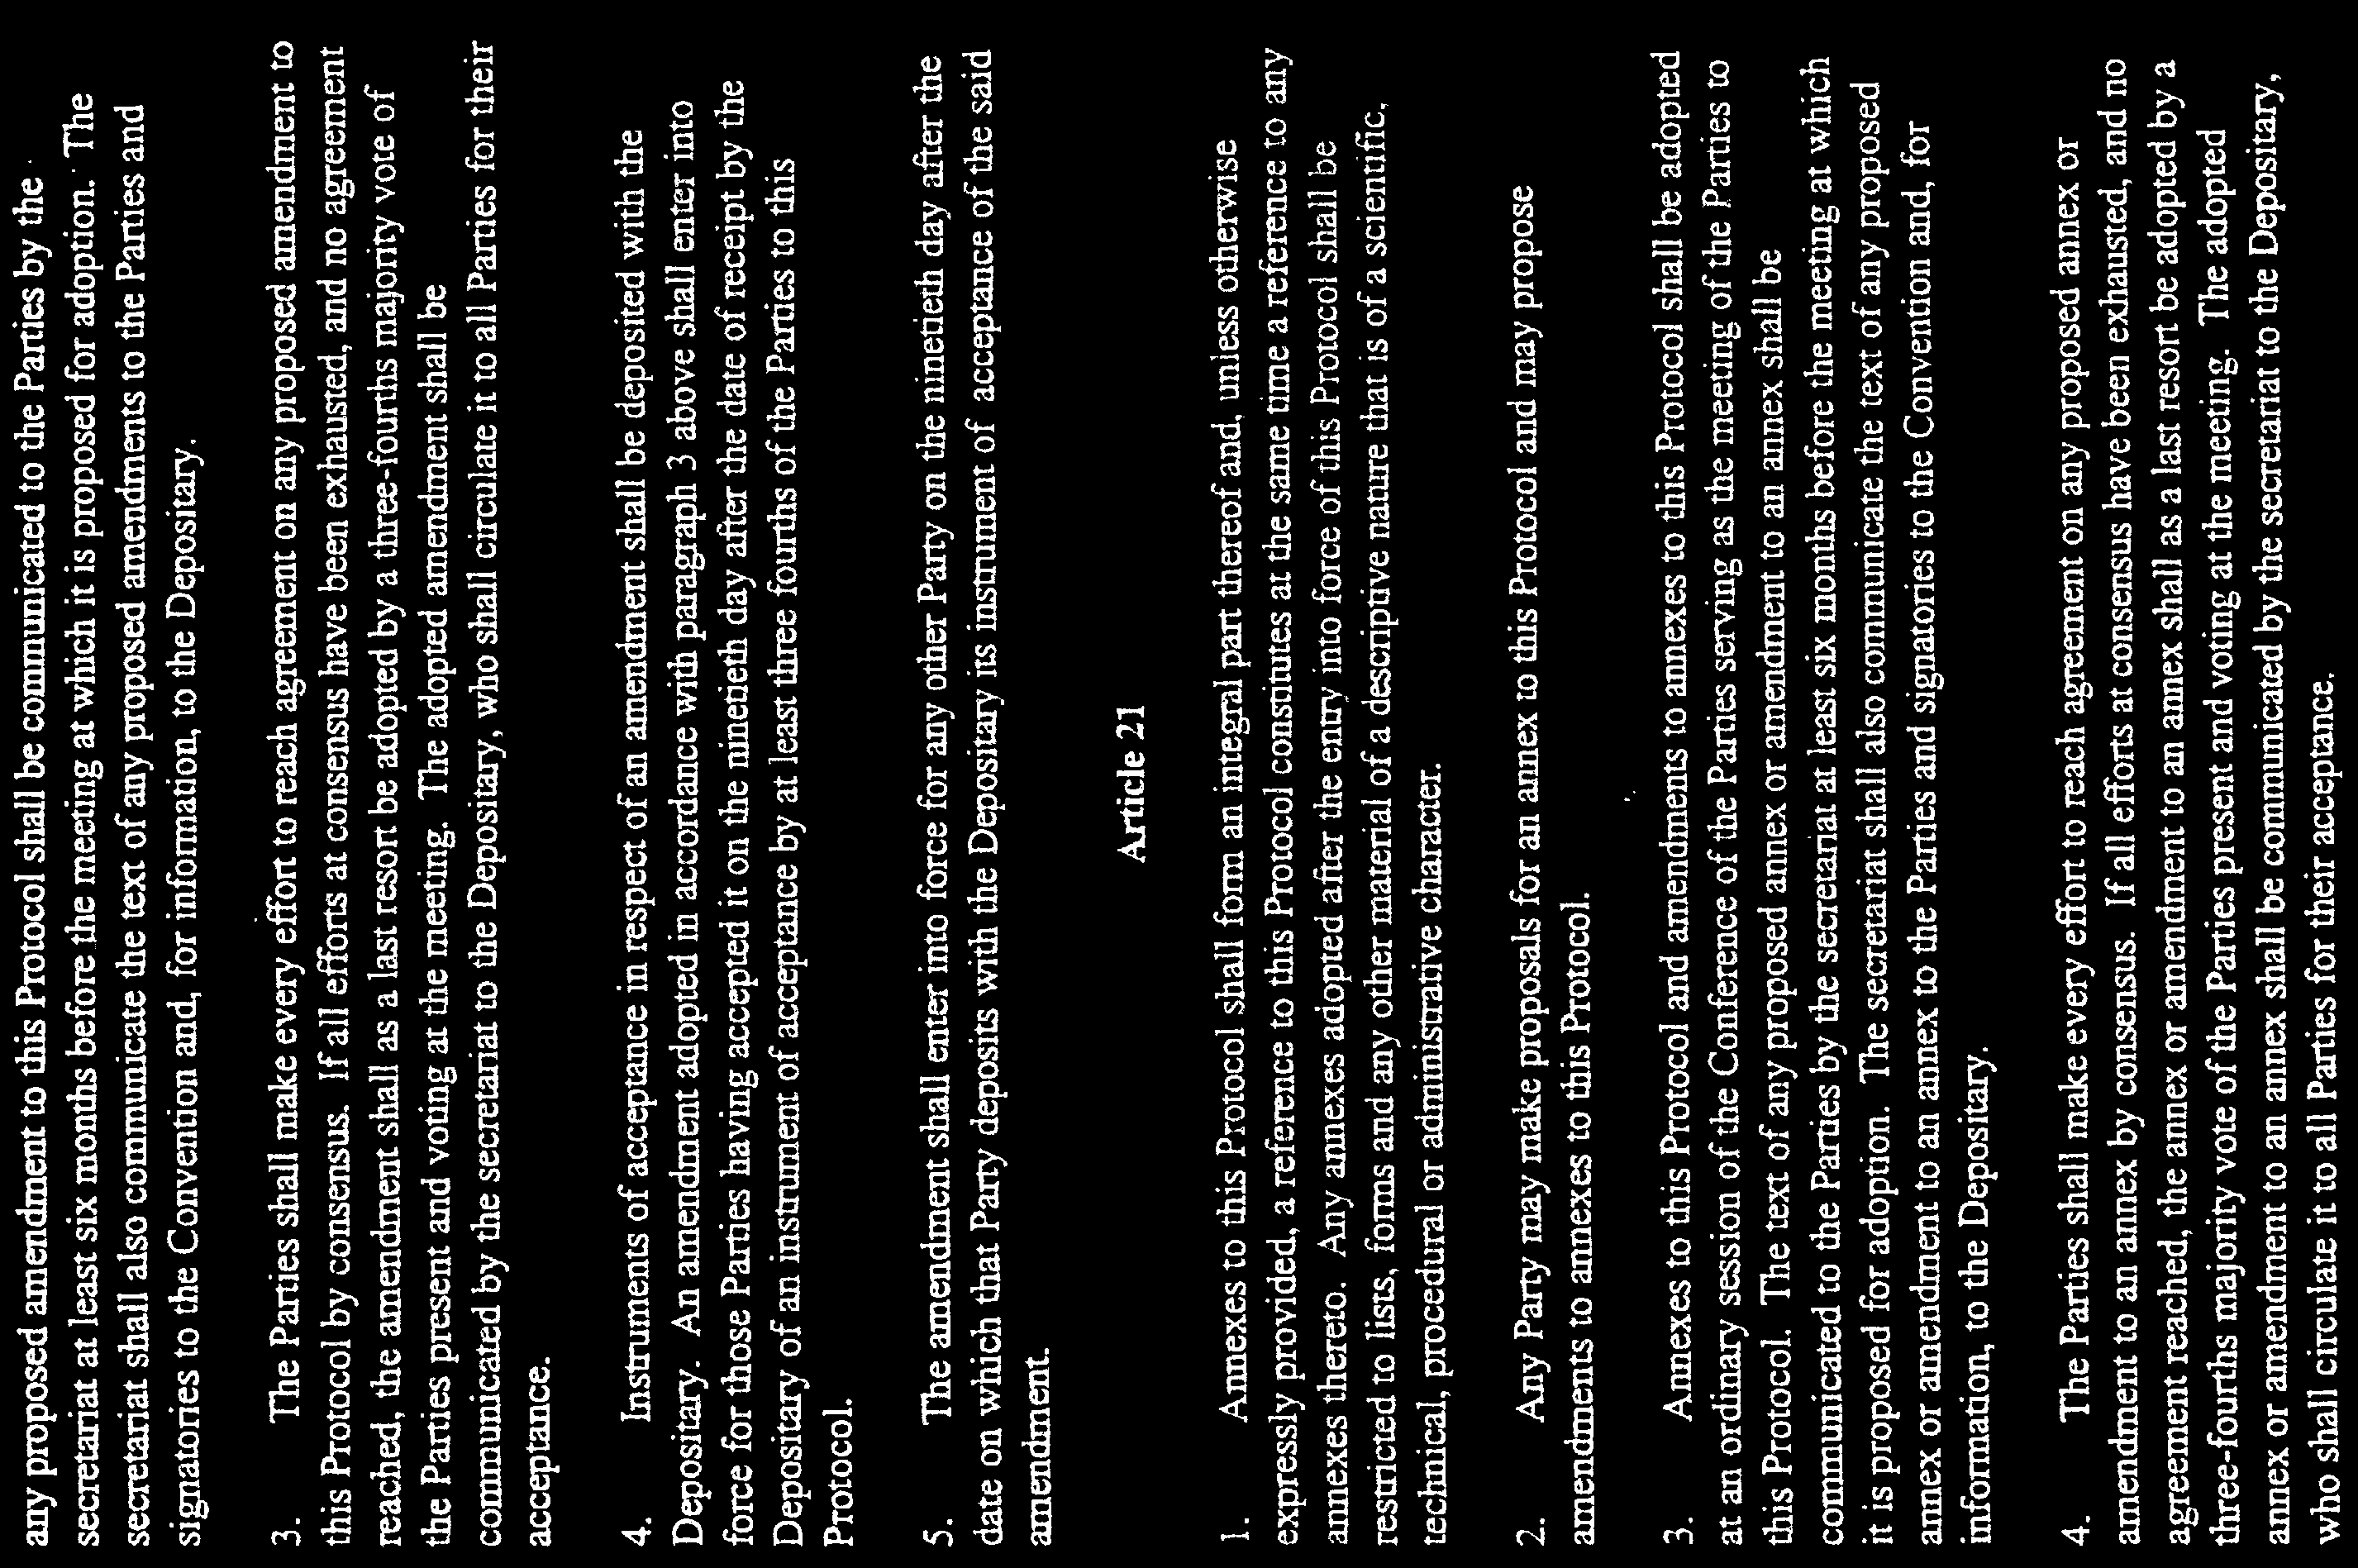 any proposed amendment to this Protocol shall be communicated to the Parties by the
secretariat at least six months before the meeting at which it is proposed for adoption. The
secretariat shall also communicate the text of any proposed amendments to the Parties and
signatories to the Convention and, for information, to the Depositary.
3. The Parties shall make every effort to reach agreement on any proposed amendment to
this Protocol by consensus. If all efforts at consensus have been exhausted, and no agreement
reached, the amendment shall as a last resort be adopted by a three-fourths majority vote of
the Parties present and voting at the meeting. The adopted amendment shall be
communicated by the secretariat to the Depositary, who shall circulate it to all Parties for their
acceptance.
4. Instruments of acceptance in respect of an amendment shall be deposited with the
Depositary. An amendment adopted in accordance with paragraph 3 above shall enter into
force for those Parties having accepted it on the ninetieth day after the date of receipt by the
Depositary of an instrument of acceptance by at least three fourths of the Parties to this
Protocol.
5. The amendment shall enter into force for any other Party on the ninetieth day after the
date on which that Party deposits with the Depositary its instrument of acceptance of the said
amendment.
Article 21
1. Annexes to this Protocol shall form an integral part thereof and, unless otherwise
expressly provided, a reference to this Protocol constitutes at the same time a reference to any
annexes thereto. Any annexes adopted after the entry into force of this Protocol shall be
restricted to lists, forms and any other material of a descriptive nature that is of a scientific,
technical, procedural or administrative character.
2. Any Party may make proposals for an annex to this Protocol and may propose
amendments to annexes to this Protocol.
3. Annexes to this Protocol and amendments to annexes to this Protocol shall be adopted
at an ordinary session of the Conference of the Parties serving as the meeting of the Parties to
this Protocol. The text of any proposed annex or amendment to an annex shall be
communicated to the Parties by the secretariat at least six months before the meeting at which
it is proposed for adoption. The secretariat shall also communicate the text of any proposed
annex or amendment to an annex to the Parties and signatories to the Convention and, for
information, to the Depositary.
4. The Parties shall make every effort to reach agreement on any proposed annex or
amendment to an annex by consensus. If all efforts at consensus have been exhausted, and no
agreement reached, the annex or amendment to an annex shall as a last resort be adopted by a
three-fourths majority vote of the Parties present and voting at the meeting. The adopted
annex or amendment to an annex shall be communicated by the secretariat to the Depositary,
who shall circulate it to all Parties for their acceptance.